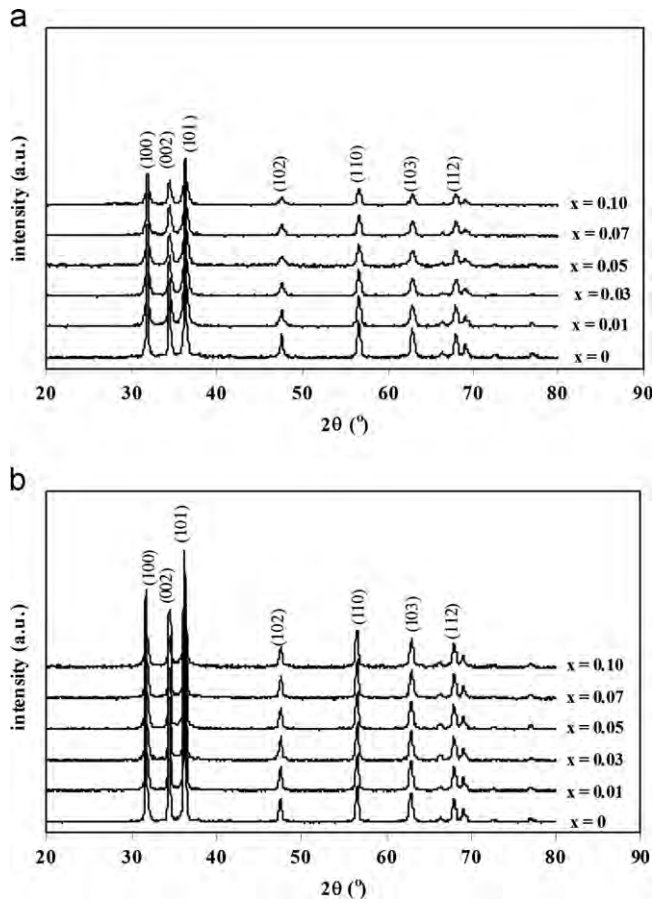 a
(100)
(002)
(101)
(102)
(110)
(103)
(112)
intensity (a.u.)
x = 0.10
x = 0.07
x = 0.05
x = 0.03
x = 0.01
x = 0
20 30 40 50 60 70 80 90
2θ (°)
b
(100)
(002)
(101)
(102)
(110)
(103)
(112)
intensity (a.u.)
x = 0.10
x = 0.07
x = 0.05
x = 0.03
x = 0.01
x = 0
20 30 40 50 60 70 80 90
2θ (°)